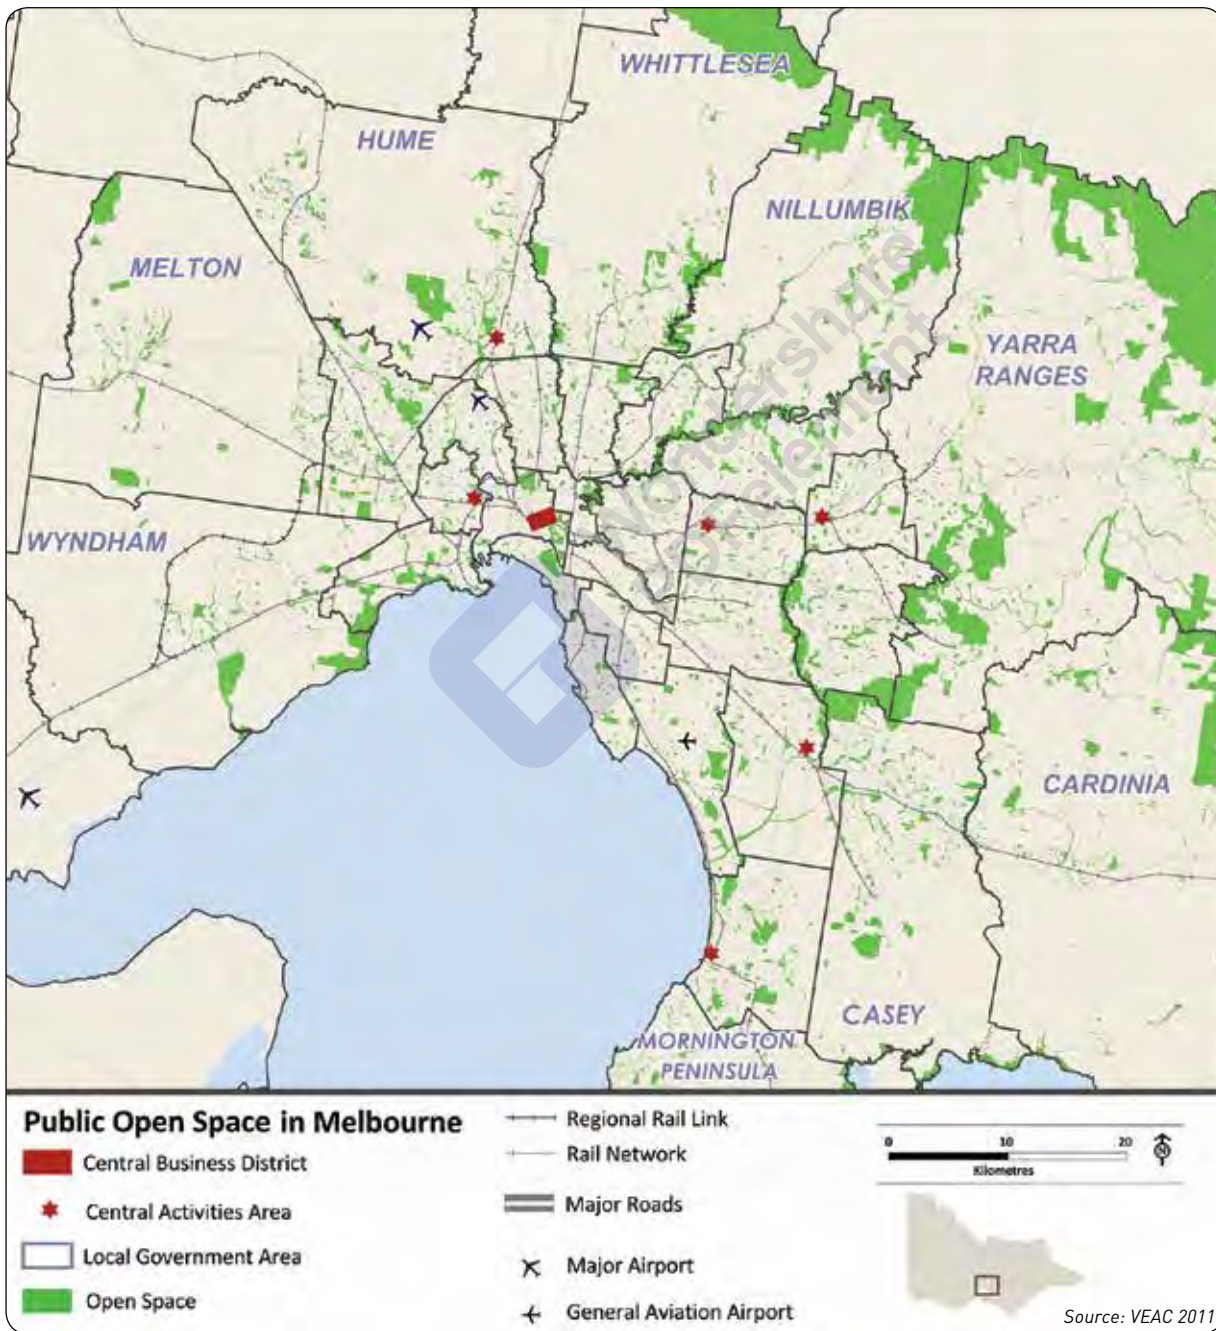 WHITTLESEA
HUME
NILLUMBIK
MELTON
YARRA
RANGES
WYNDHAM
CARDINIA
CASEY
MORNINGTON
PENINSULA
Wondershare
PDFelement
Public Open Space in Melbourne
Central Business District
Central Activities Area
Local Government Area
Open Space
Regional Rail Link
Rail Network
Major Roads
Major Airport
General Aviation Airport
0 10 20
Kilometres
N
Source: VEAC 2011